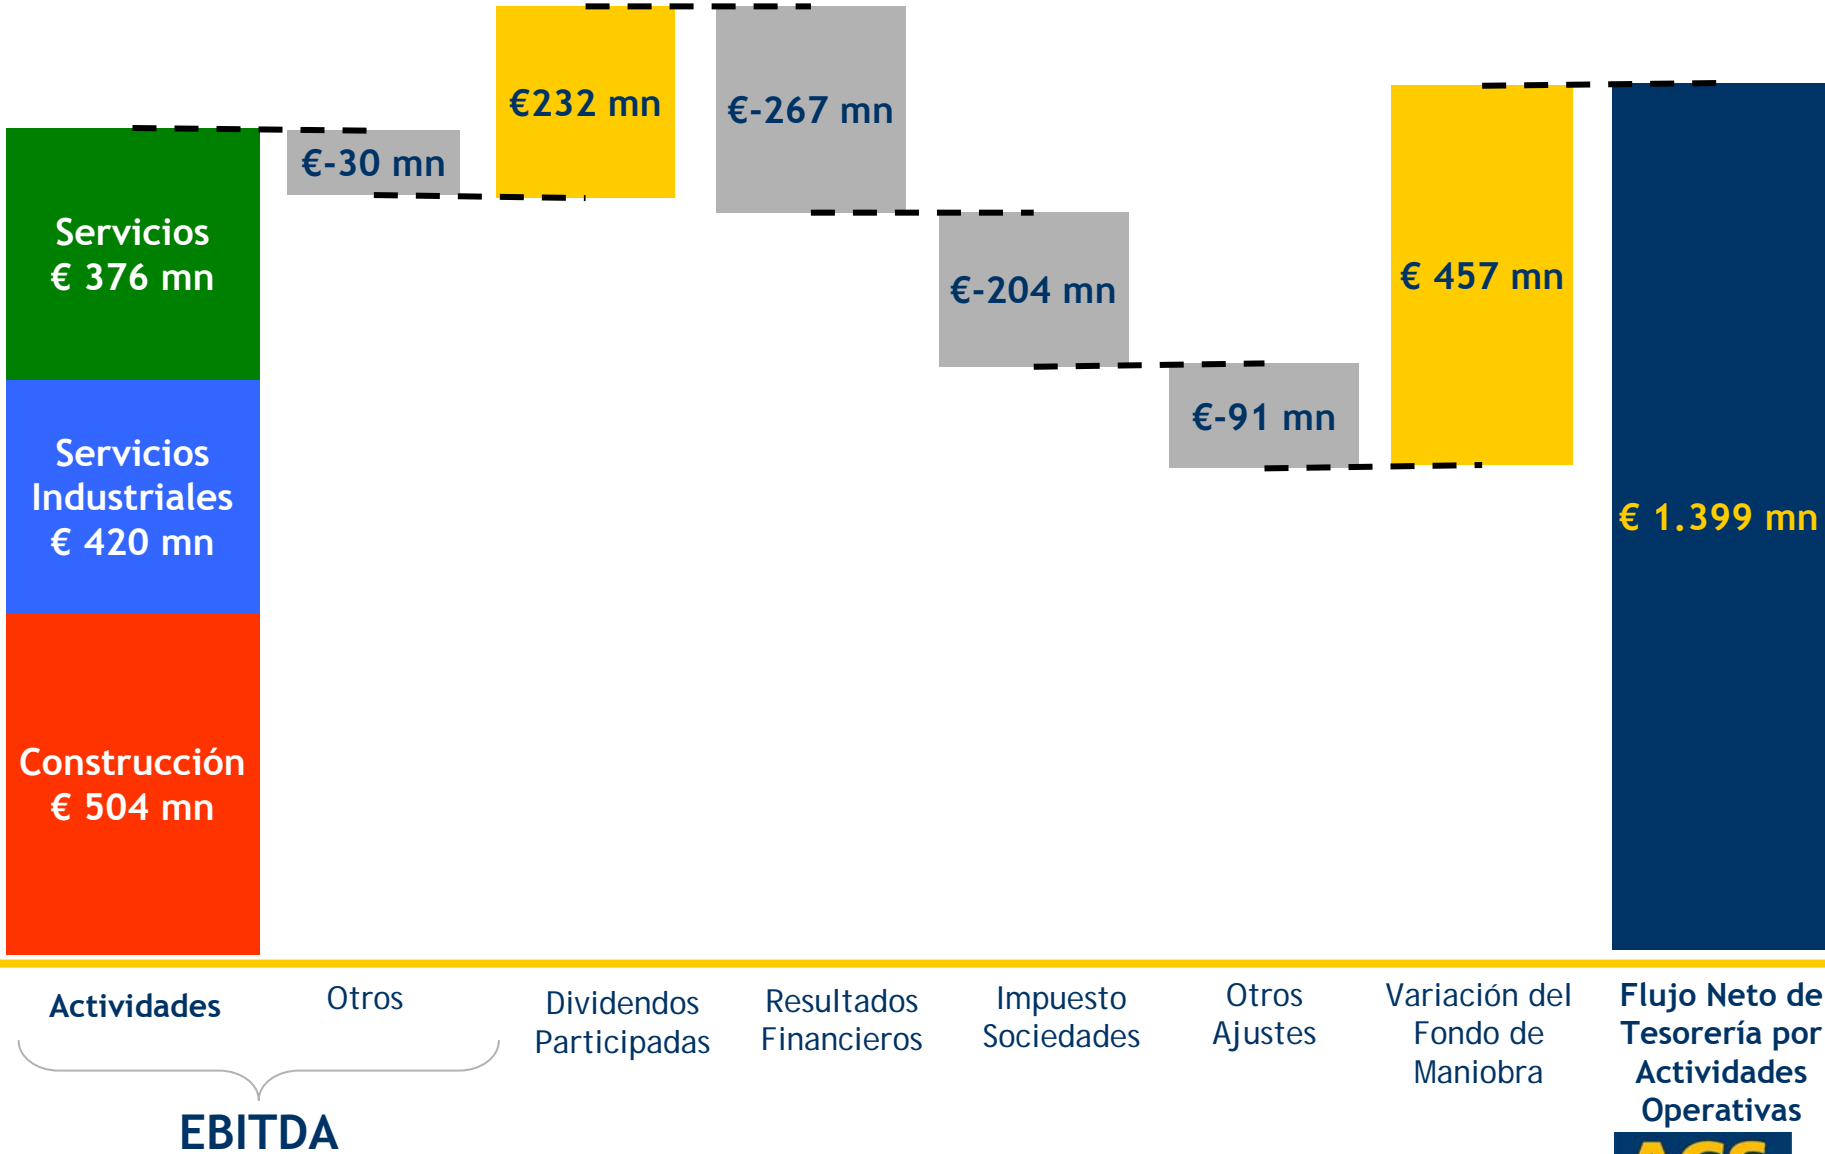 €232 mn
€-267 mn
€-30 mn
Servicios
€ 376 mn
€-204 mn
€ 457 mn
€-91 mn
Servicios
Industriales
€ 420 mn
€ 1.399 mn
Construcción
€ 504 mn
Actividades
Otros
Dividendos
Participadas
Resultados
Financieros
Impuesto
Sociedades
Otros
Ajustes
Variación del
Fondo de
Maniobra
Flujo Neto de
Tesorería por
Actividades
Operativas
EBITDA
ACS